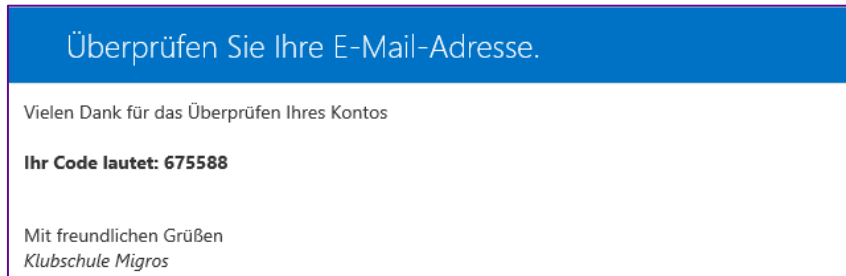 Überprüfen Sie Ihre E-Mail-Adresse.
Vielen Dank für das Überprüfen Ihres Kontos
Ihr Code lautet: 675588
Mit freundlichen Grüßen
Klubschule Migros